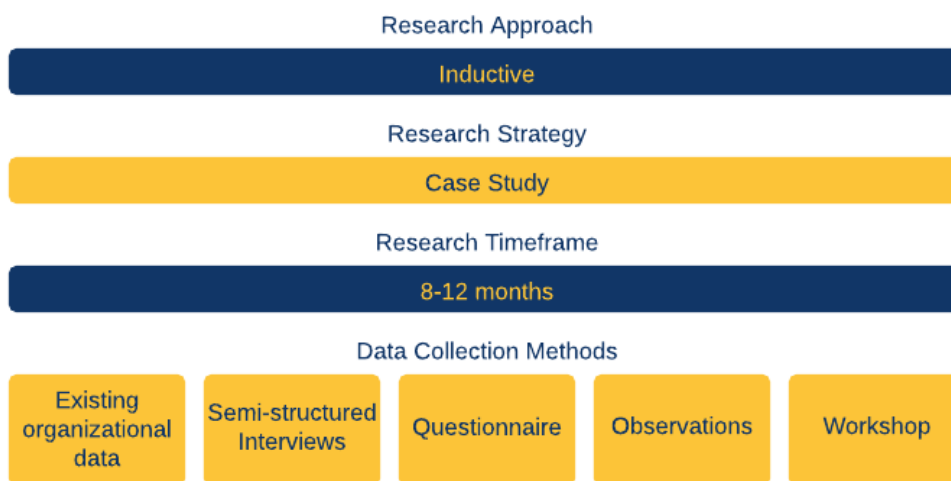 Research Approach
Inductive
Research Strategy
Case Study
Research Timeframe
8-12 months
Data Collection Methods
Existing
organizational
data
Semi-structured
Interviews
Questionnaire
Observations
Workshop